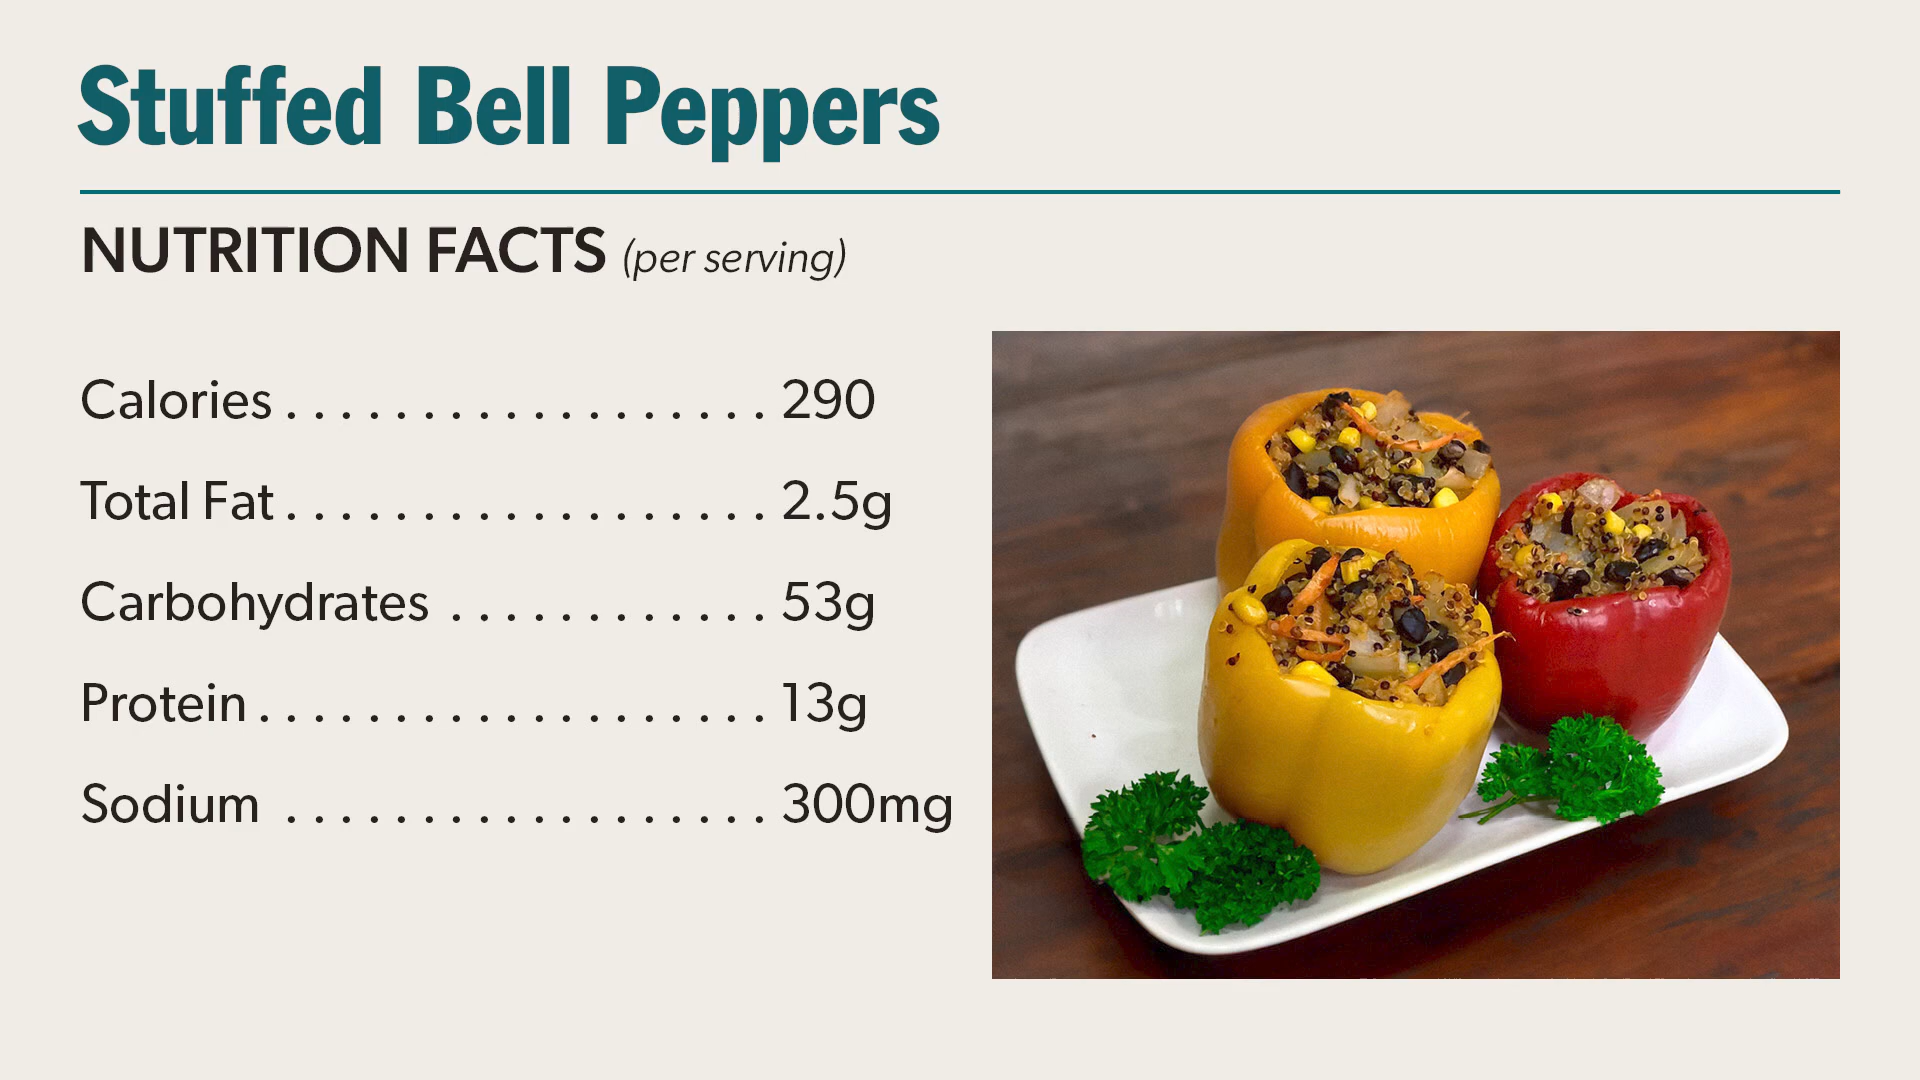 Stuffed Bell Peppers
NUTRITION FACTS (per serving)
Calories . . . . . . . . . . . . . . . . . . 290
Total Fat . . . . . . . . . . . . . . . . . . 2.5g
Carbohydrates . . . . . . . . . . . . 53g
Protein . . . . . . . . . . . . . . . . . . . 13g
Sodium . . . . . . . . . . . . . . . . . . 300mg